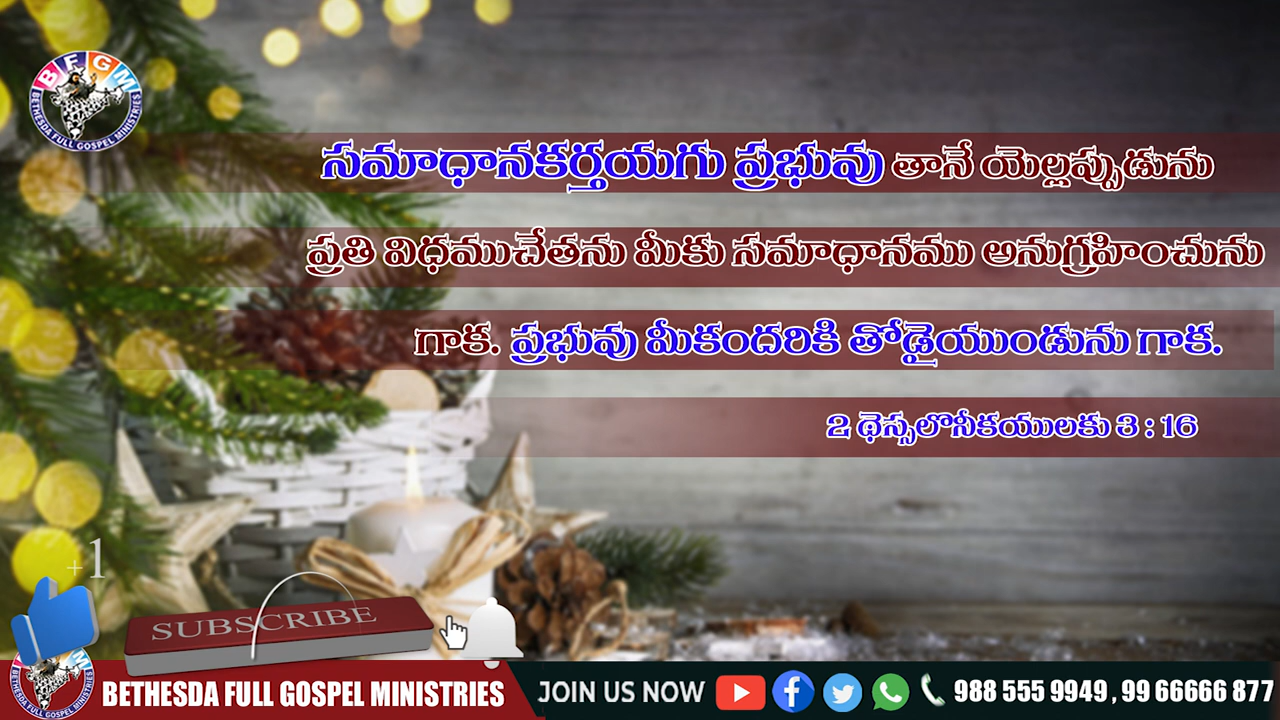 BFGM
BETHESDA FULL GOSPEL MINISTRIES
సమాధానకర్తయగు ప్రభువు తానే యెల్లప్పుడును
ప్రతి విధముచేతను మీకు సమాధానము అనుగ్రహించును
గాక. ప్రభువు మీకందరికి తోడైయుండును గాక.
2 థెస్సలొనీకయులకు 3 : 16
+1
SUBSCRIBE
BETHESDA FULL GOSPEL MINISTRIES JOIN US NOW 988 555 9949 , 99 66666 877